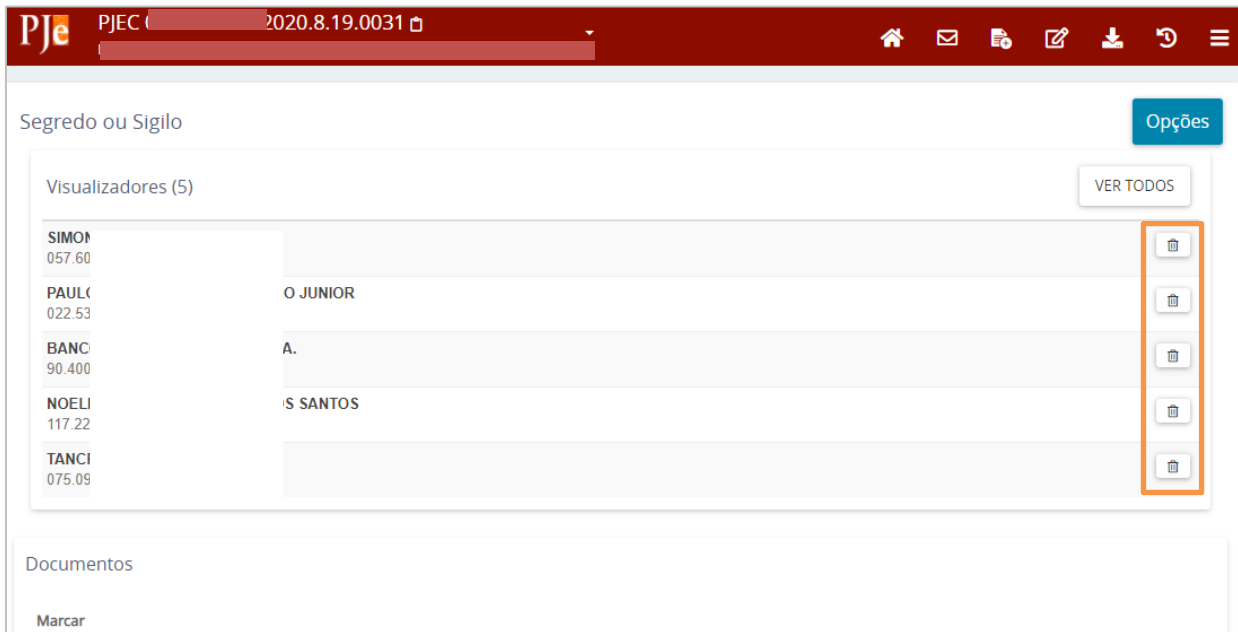 PJe
PJEC 2020.8.19.0031
Segredo ou Sigilo
Opções
Visualizadores (5)
VER TODOS
SIMON
057.60
PAUL O JUNIOR
022.53
BANC A.
90.400
NOEL S SANTOS
117.22
TANC
075.09
Documentos
Marcar